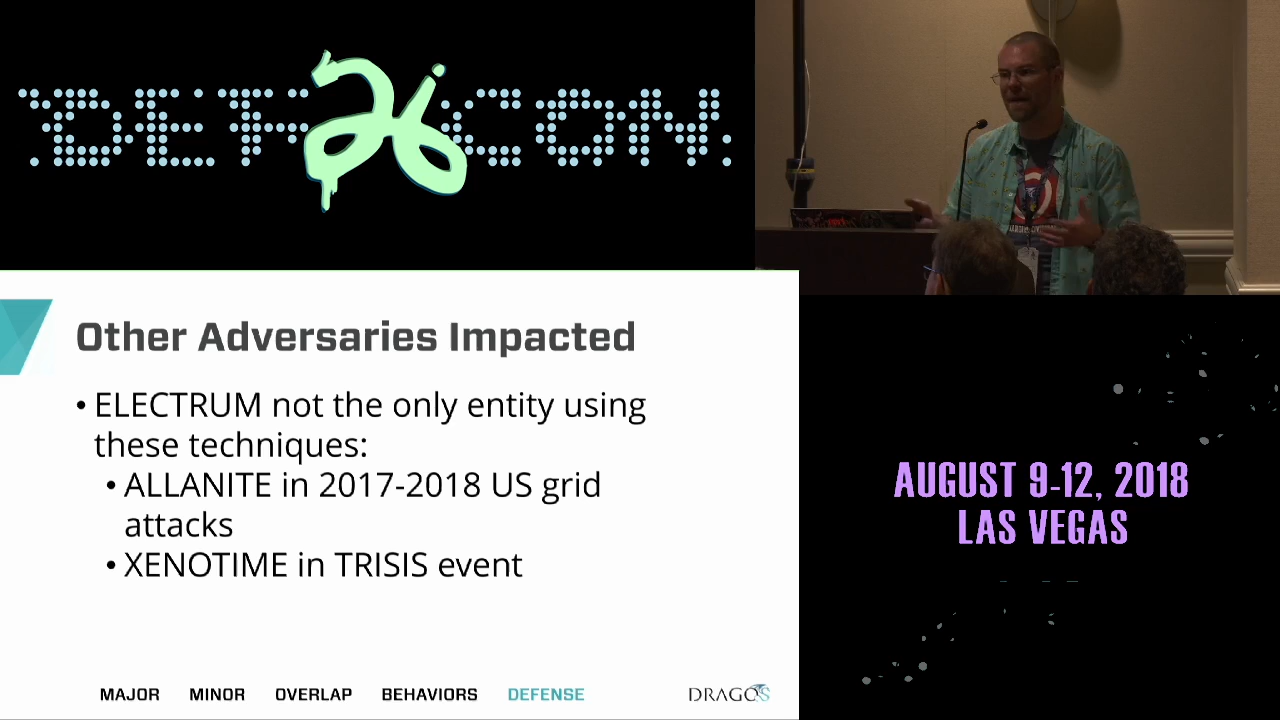 DEF 26 CON
Other Adversaries Impacted
• ELECTRUM not the only entity using
these techniques:
• ALLANITE in 2017-2018 US grid
attacks
• XENOTIME in TRISIS event
MAJOR MINOR OVERLAP BEHAVIORS DEFENSE
DRAGOS
AUGUST 9-12, 2018
LAS VEGAS